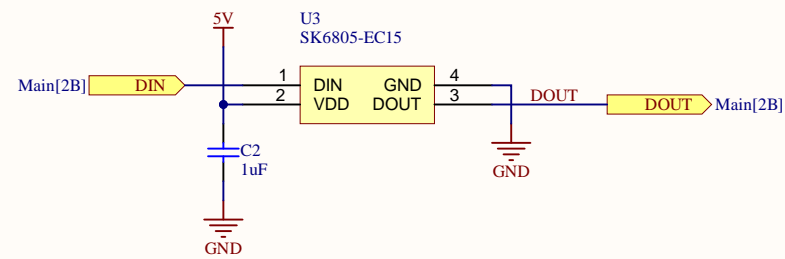 5V
U3
SK6805-EC15
Main[2B] DIN
1 DIN GND 4
2 VDD DOUT 3
DOUT
DOUT Main[2B]
C2
1uF
GND
GND